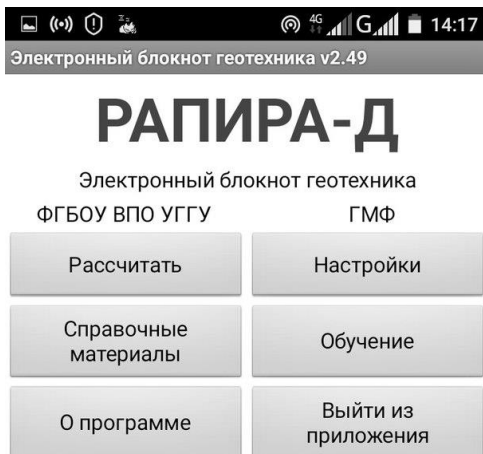 4G G 14:17
Электронный блокнот геотехника v2.49
РАПИРА-Д
Электронный блокнот геотехника
ФГБОУ ВПО УГГУ ГМФ
Рассчитать Настройки
Справочные
материалы
Обучение
О программе
Выйти из
приложения